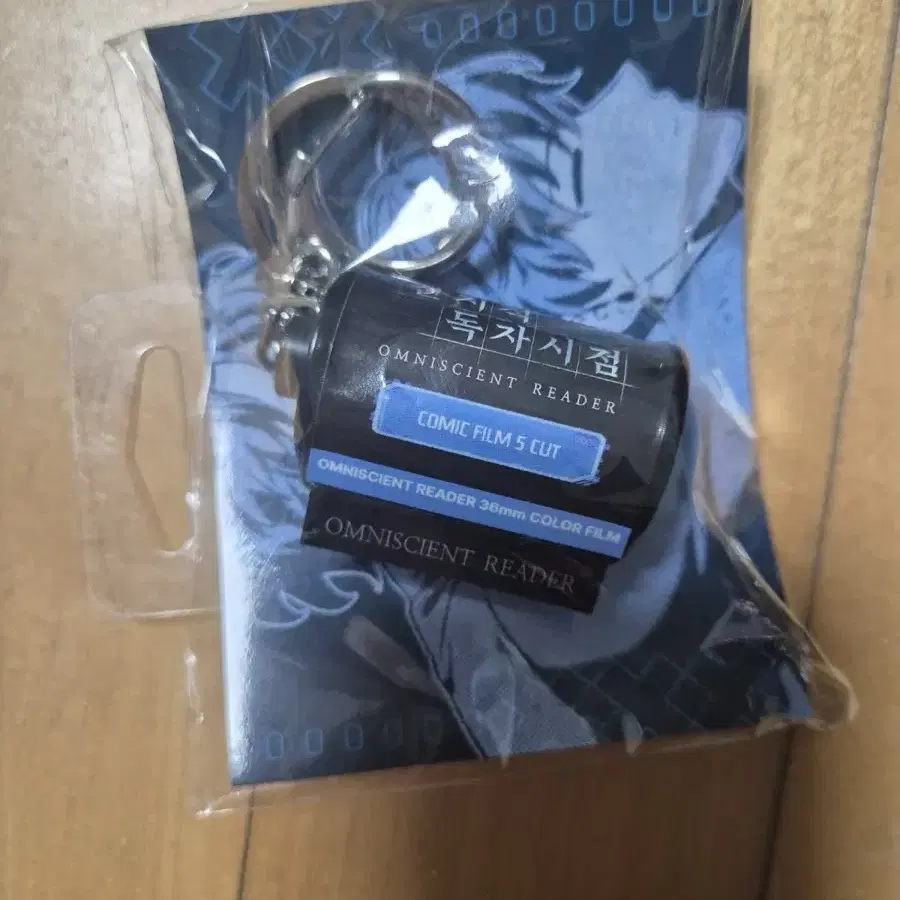 독자시점
OMNISCIENT READER
COMIC FILM 5 CUT
OMNISCIENT READER 36mm COLOR FILM
OMNISCIENT READER